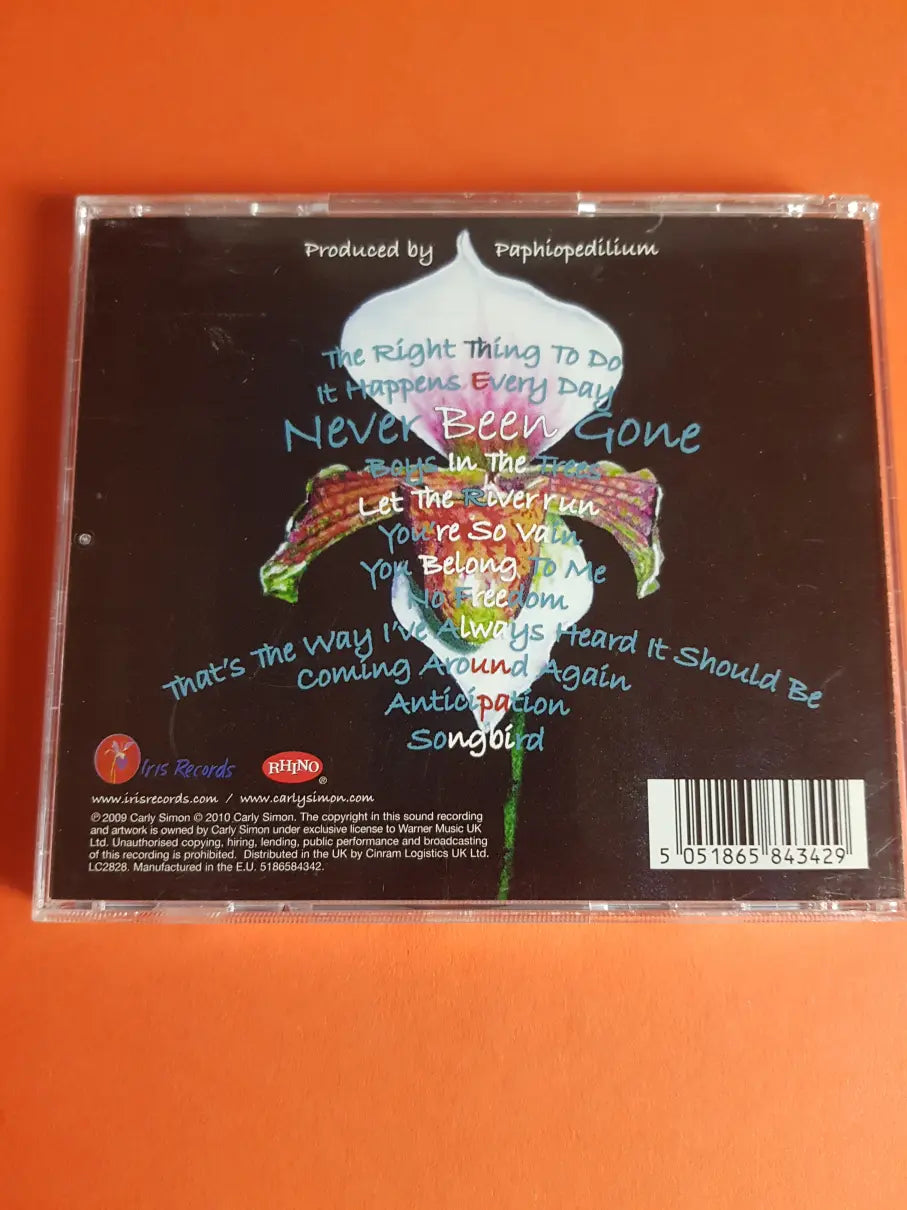 Produced by Paphiopedilium
The Right Thing To Do
It Happens Every Day
Never Been Gone
Boys In The Trees
Let The River run
You're So Vain
You Belong To Me
No Freedom
That's The Way I've Always Heard It Should Be
Coming Around Again
Anticipation
Songbird
Iris Records RHINO ®
www.irisrecords.com / www.carlysimon.com
℗ 2009 Carly Simon © 2010 Carly Simon. The copyright in this sound recording
and artwork is owned by Carly Simon under exclusive license to Warner Music UK
Ltd. Unauthorised copying, hiring, lending, public performance and broadcasting
of this recording is prohibited. Distributed in the UK by Cinram Logistics UK Ltd.
LC2828. Manufactured in the E.U. 5186584342.
5 051865 843429